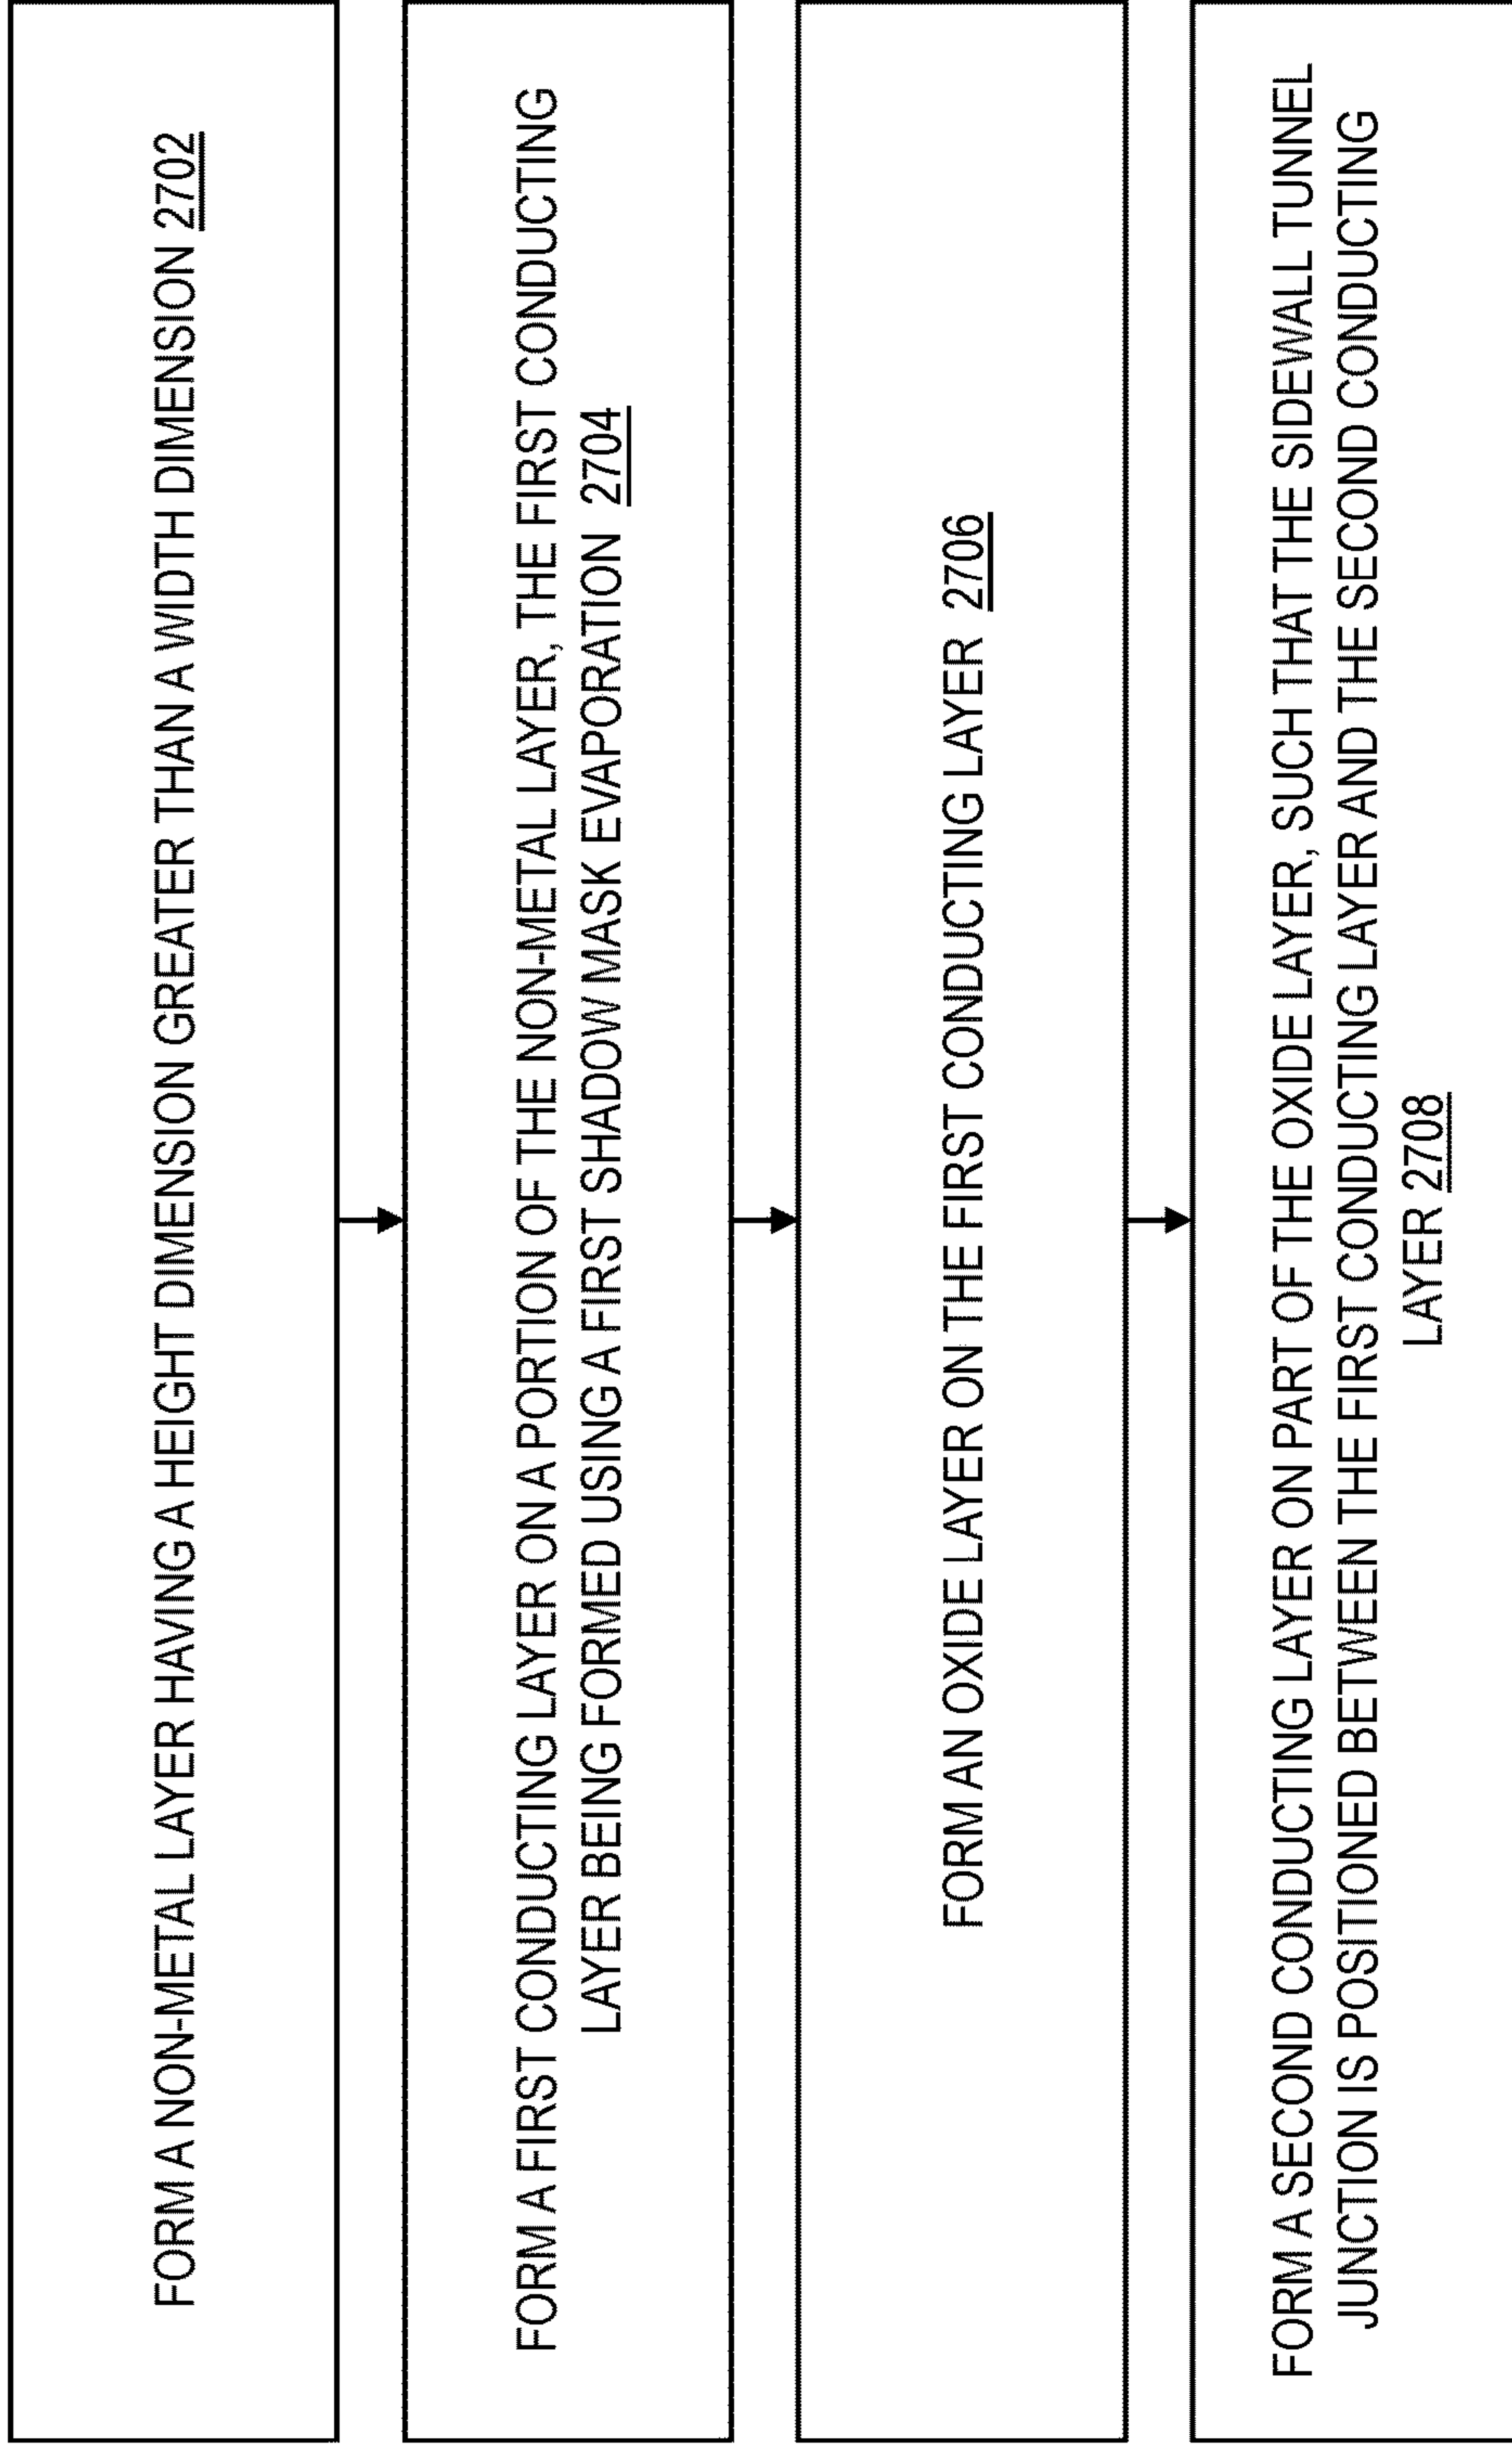 FORM A NON-METAL LAYER HAVING A HEIGHT DIMENSION GREATER THAN A WIDTH DIMENSION 2702
FORM A FIRST CONDUCTING LAYER ON A PORTION OF THE NON-METAL LAYER, THE FIRST CONDUCTING
LAYER BEING FORMED USING A FIRST SHADOW MASK EVAPORATION 2704
FORM AN OXIDE LAYER ON THE FIRST CONDUCTING LAYER 2706
FORM A SECOND CONDUCTING LAYER ON PART OF THE OXIDE LAYER, SUCH THAT THE SIDEWALL TUNNEL
JUNCTION IS POSITIONED BETWEEN THE FIRST CONDUCTING LAYER AND THE SECOND CONDUCTING
LAYER 2708